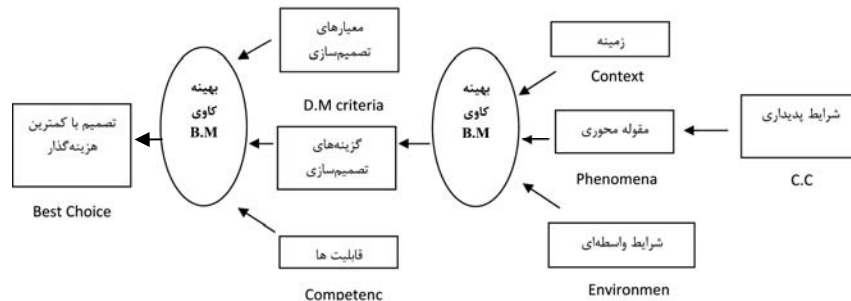 شرایط پدیداری
C.C
زمینه
Context
مقوله محوری
Phenomena
شرایط واسطه‌ای
Environmen
بهینه
کاوی
B.M
معیارهای
تصمیم‌سازی
D.M criteria
گزینه‌های
تصمیم‌سازی
قابلیت ها
Competenc
بهینه
کاوی
B.M
تصمیم با کمترین
هزینه‌گذار
Best Choice